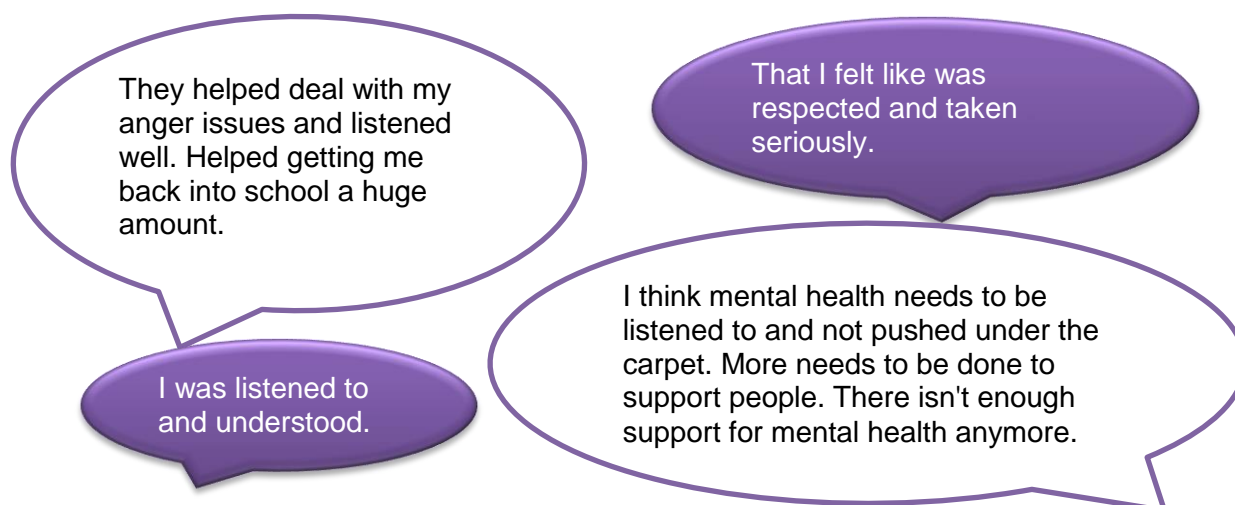 They helped deal with my
anger issues and listened
well. Helped getting me
back into school a huge
amount.
That I felt like was
respected and taken
seriously.
I was listened to
and understood.
I think mental health needs to be
listened to and not pushed under the
carpet. More needs to be done to
support people. There isn't enough
support for mental health anymore.